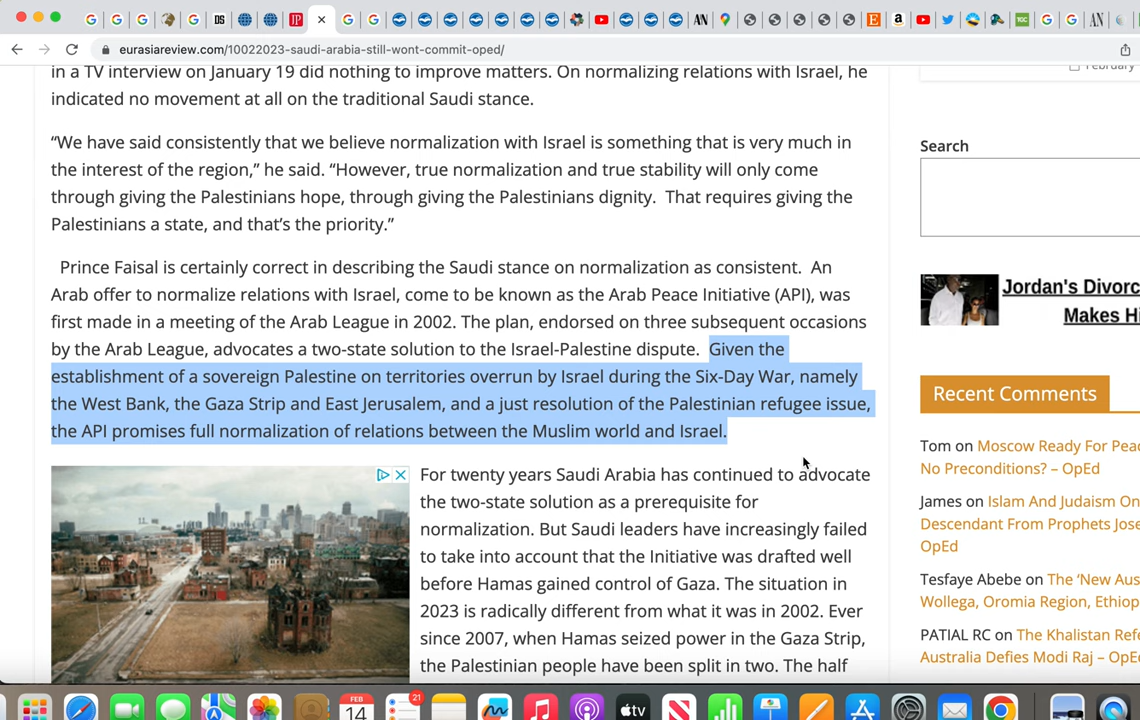 eurasiareview.com/10022023-saudi-arabia-still-wont-commit-oped/
in a TV interview on January 19 did nothing to improve matters. On normalizing relations with Israel, he
indicated no movement at all on the traditional Saudi stance.
“We have said consistently that we believe normalization with Israel is something that is very much in
the interest of the region,” he said. “However, true normalization and true stability will only come
through giving the Palestinians hope, through giving the Palestinians dignity.  That requires giving the
Palestinians a state, and that’s the priority.”
Prince Faisal is certainly correct in describing the Saudi stance on normalization as consistent.  An
Arab offer to normalize relations with Israel, come to be known as the Arab Peace Initiative (API), was
first made in a meeting of the Arab League in 2002. The plan, endorsed on three subsequent occasions
by the Arab League, advocates a two-state solution to the Israel-Palestine dispute.  Given the
establishment of a sovereign Palestine on territories overrun by Israel during the Six-Day War, namely
the West Bank, the Gaza Strip and East Jerusalem, and a just resolution of the Palestinian refugee issue,
the API promises full normalization of relations between the Muslim world and Israel.
For twenty years Saudi Arabia has continued to advocate
the two-state solution as a prerequisite for
normalization. But Saudi leaders have increasingly failed
to take into account that the Initiative was drafted well
before Hamas gained control of Gaza. The situation in
2023 is radically different from what it was in 2002. Ever
since 2007, when Hamas seized power in the Gaza Strip,
the Palestinian people have been split in two. The half
February
Search
Jordan's Divorc
Makes Hi
Recent Comments
Tom on Moscow Ready For Peac
No Preconditions? – OpEd
James on Islam And Judaism On
Descendant From Prophets Jose
OpEd
Tesfaye Abebe on The ‘New Aus
Wollega, Oromia Region, Ethiop
PATIAL RC on The Khalistan Refe
Australia Defies Modi Raj – OpEd
FEB
14
21
tv